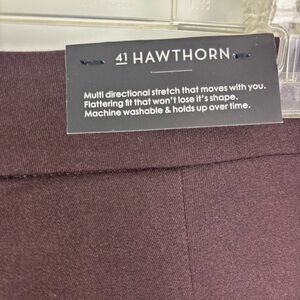 41 HAWTHORN
Multi directional stretch that moves with you.
Flattering fit that won't lose it's shape.
Machine washable & holds up over time.